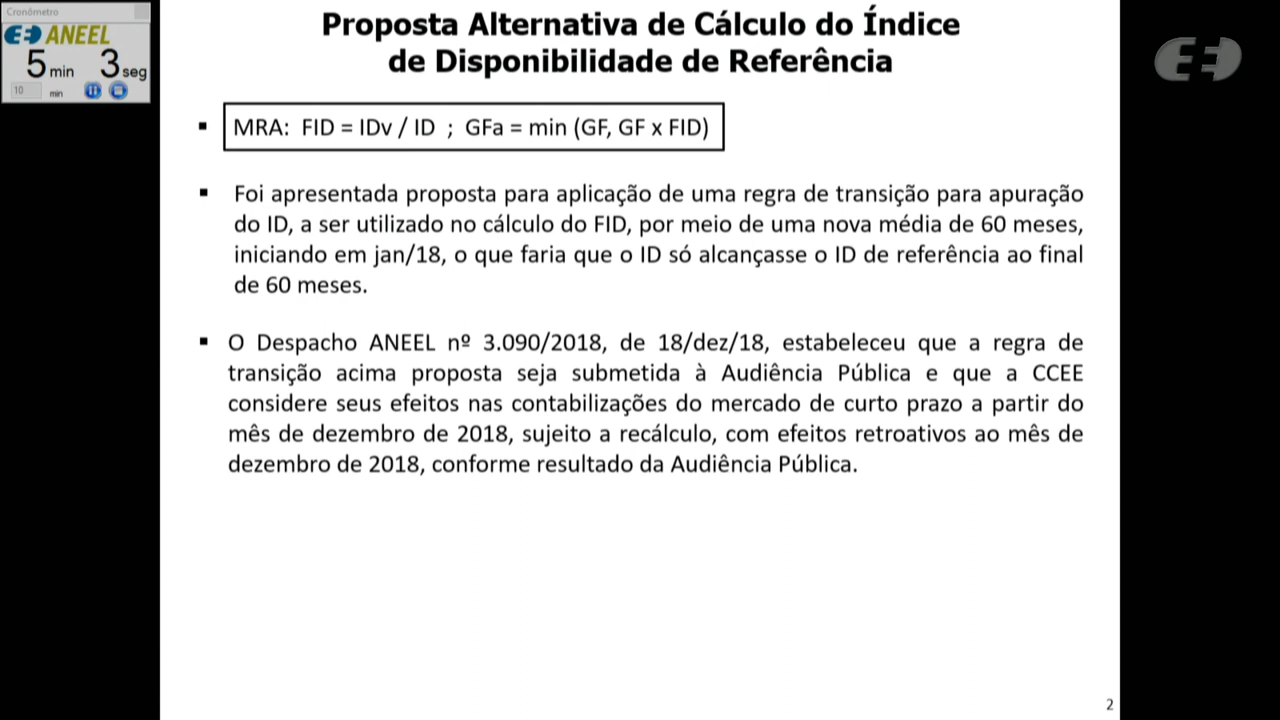 Cronômetro
ANEEL
5 min 3 seg
10 min
Proposta Alternativa de Cálculo do Índice
de Disponibilidade de Referência
▪ MRA: FID = IDv / ID ; GFa = min (GF, GF x FID)
▪ Foi apresentada proposta para aplicação de uma regra de transição para apuração
do ID, a ser utilizado no cálculo do FID, por meio de uma nova média de 60 meses,
iniciando em jan/18, o que faria que o ID só alcançasse o ID de referência ao final
de 60 meses.
▪ O Despacho ANEEL nº 3.090/2018, de 18/dez/18, estabeleceu que a regra de
transição acima proposta seja submetida à Audiência Pública e que a CCEE
considere seus efeitos nas contabilizações do mercado de curto prazo a partir do
mês de dezembro de 2018, sujeito a recálculo, com efeitos retroativos ao mês de
dezembro de 2018, conforme resultado da Audiência Pública.
2